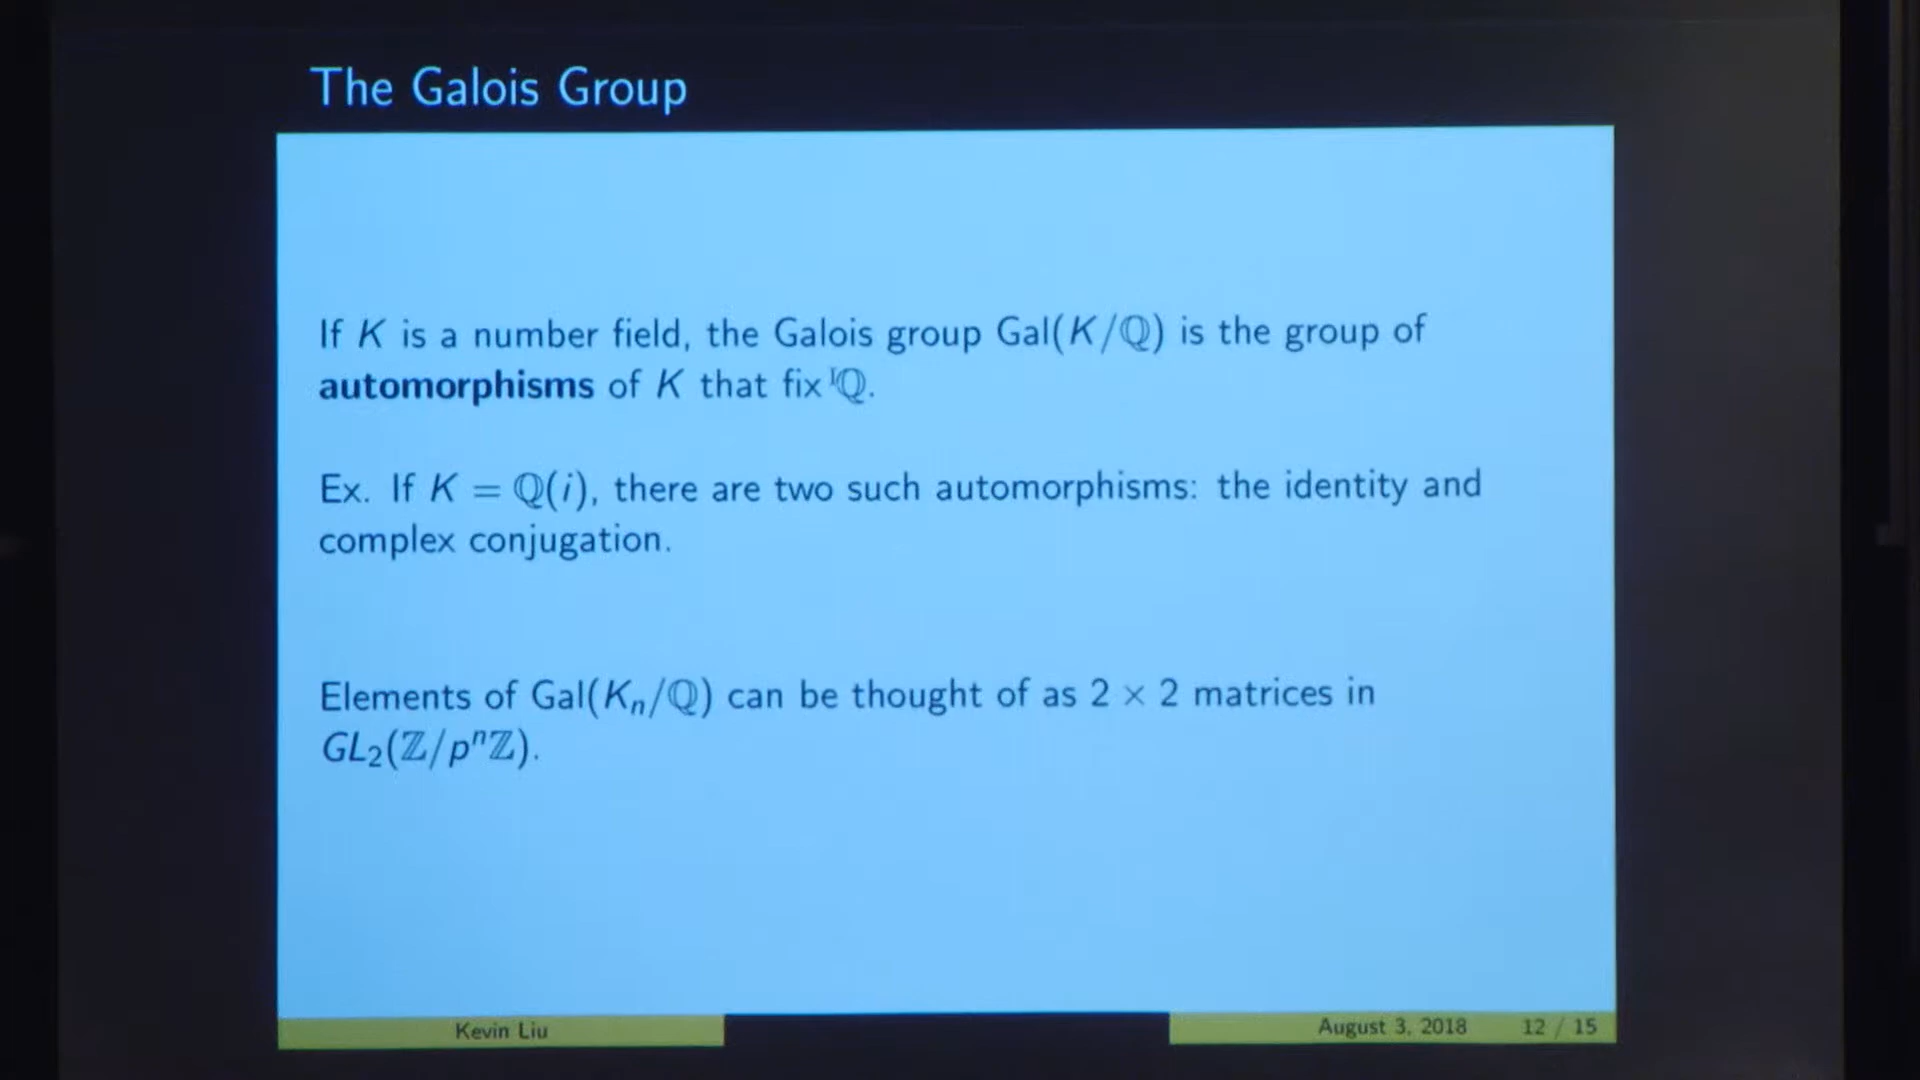 The Galois Group
If K is a number field, the Galois group Gal(K/ℚ) is the group of
automorphisms of K that fix ℚ.
Ex. If K = ℚ(i), there are two such automorphisms: the identity and
complex conjugation.
Elements of Gal(Kₙ/ℚ) can be thought of as 2 × 2 matrices in
GL₂(ℤ/pⁿℤ).
Kevin Liu
August 3, 2018 12 / 15